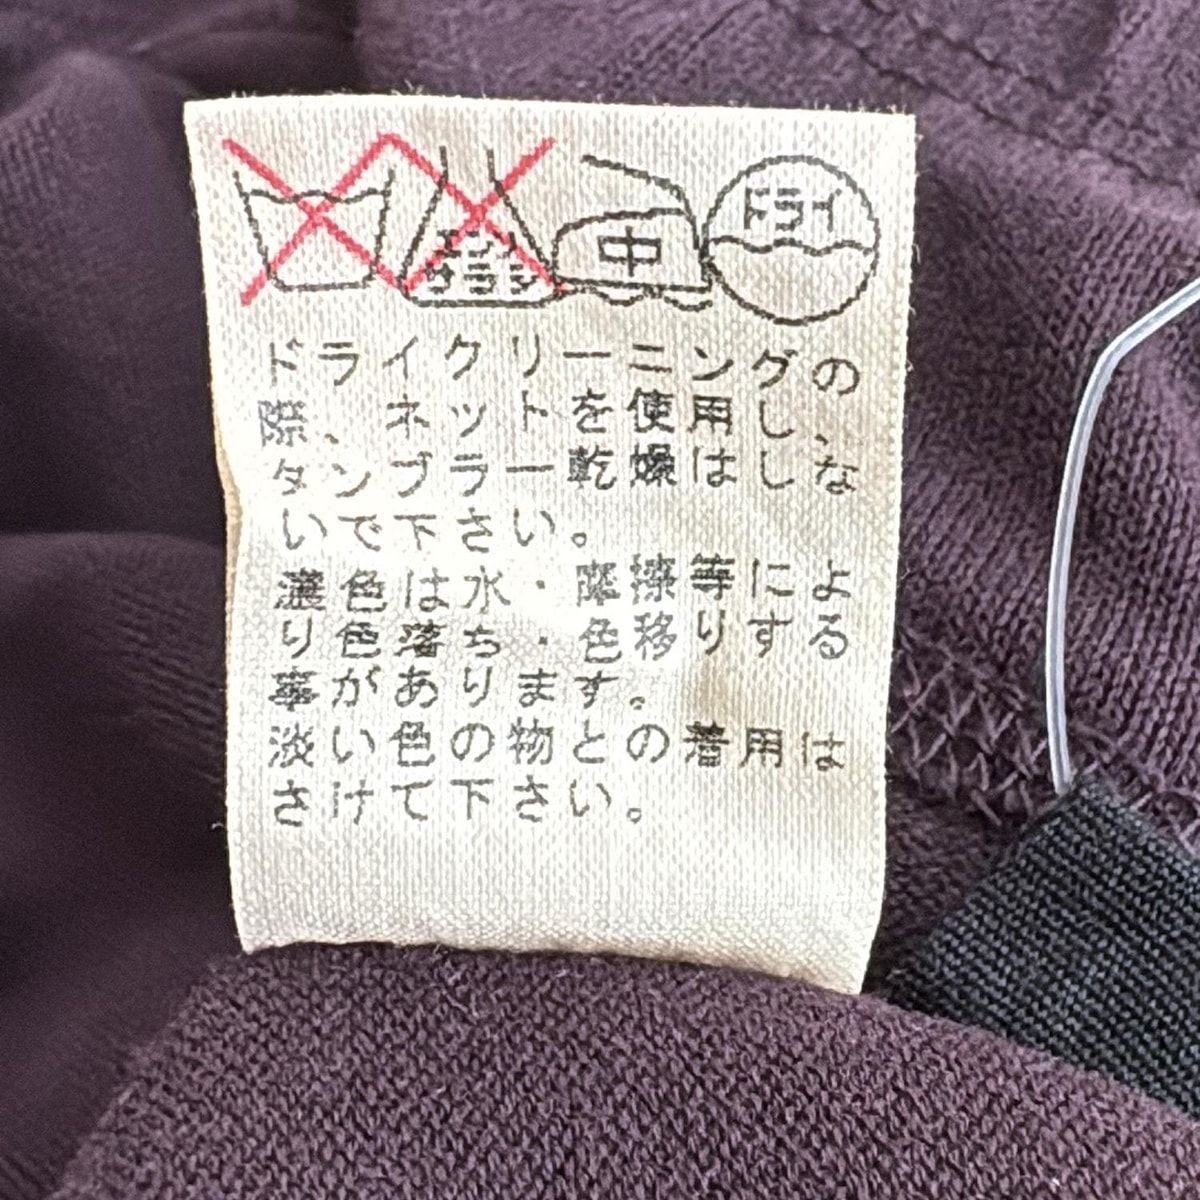 中 ドライ
ドライクリーニングの
際、ネットを使用し、
タンブラー乾燥はしな
いで下さい。
濃色は水・摩擦等によ
り色落ち・色移りする
事があります。
淡い色の物との着用は
さけて下さい。